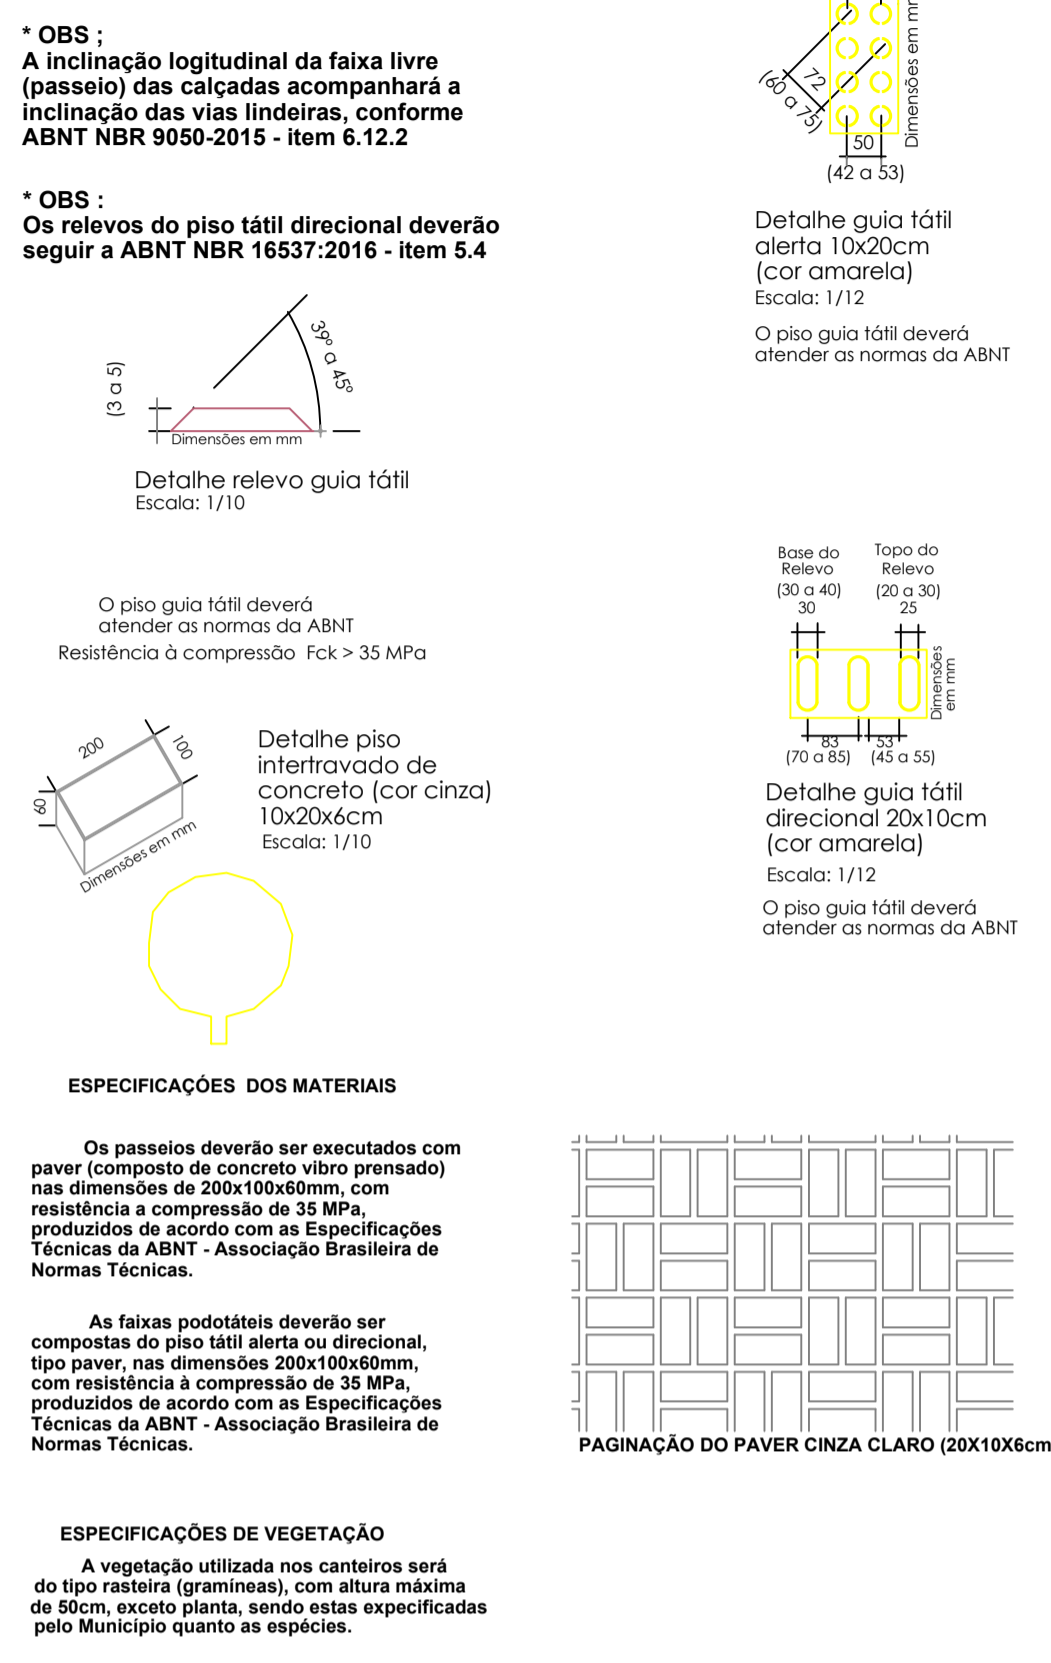 * OBS ;
A inclinação logitudinal da faixa livre
(passeio) das calçadas acompanhará a
inclinação das vias lindeiras, conforme
ABNT NBR 9050-2015 - item 6.12.2
* OBS :
Os relevos do piso tátil direcional deverão
seguir a ABNT NBR 16537:2016 - item 5.4
72
(60 a 75)
50
(42 a 53)
Dimensões em mm
Detalhe guia tátil
alerta 10x20cm
(cor amarela)
Escala: 1/12
O piso guia tátil deverá
atender as normas da ABNT
39º a 45º
(3 a 5)
Dimensões em mm
Detalhe relevo guia tátil
Escala: 1/10
O piso guia tátil deverá
atender as normas da ABNT
Resistência à compressão Fck > 35 MPa
Base do
Relevo
(30 a 40)
30
Topo do
Relevo
(20 a 30)
25
Dimensões
em mm
83
(70 a 85)
53
(45 a 55)
Detalhe guia tátil
direcional 20x10cm
(cor amarela)
Escala: 1/12
O piso guia tátil deverá
atender as normas da ABNT
200
100
60
Dimensões em mm
Detalhe piso
intertravado de
concreto (cor cinza)
10x20x6cm
Escala: 1/10
ESPECIFICAÇÓES DOS MATERIAIS
Os passeios deverão ser executados com
paver (composto de concreto vibro prensado)
nas dimensões de 200x100x60mm, com
resistência a compressão de 35 MPa,
produzidos de acordo com as Especificações
Técnicas da ABNT - Associação Brasileira de
Normas Técnicas.
As faixas podotáteis deverão ser
compostas do piso tátil alerta ou direcional,
tipo paver, nas dimensões 200x100x60mm,
com resistência à compressão de 35 MPa,
produzidos de acordo com as Especificações
Técnicas da ABNT - Associação Brasileira de
Normas Técnicas.
PAGINAÇÃO DO PAVER CINZA CLARO (20X10X6cm
ESPECIFICAÇÕES DE VEGETAÇÃO
A vegetação utilizada nos canteiros será
do tipo rasteira (gramíneas), com altura máxima
de 50cm, exceto planta, sendo estas expecificadas
pelo Município quanto as espécies.